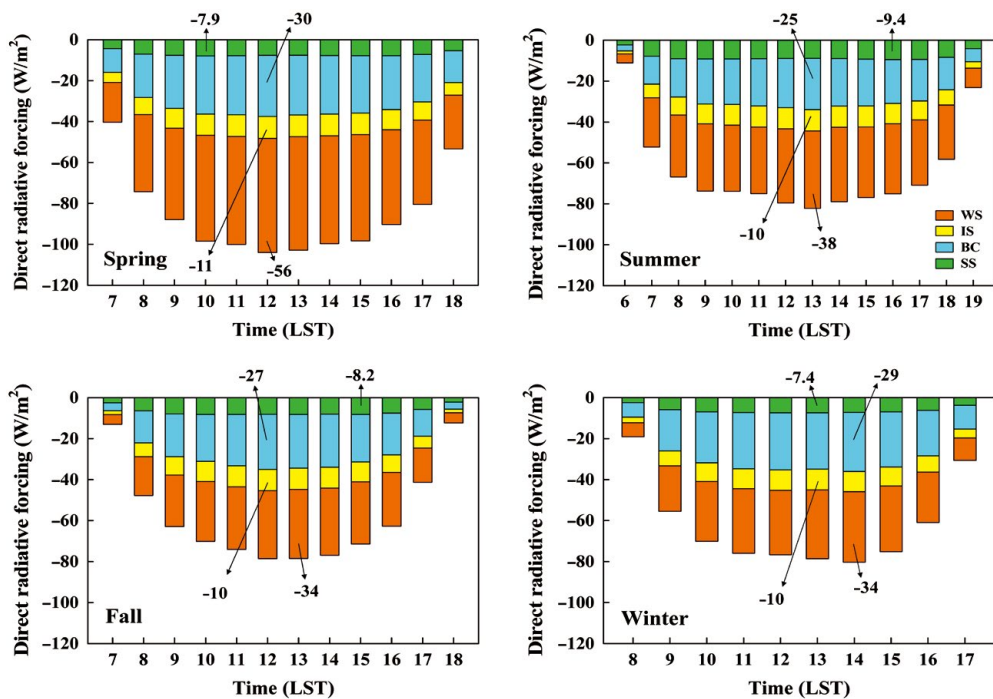 −7.9 −30
Direct radiative forcing (W/m²)
0
−20
−40
−60
−80
−100
−120
Spring
−11 −56
7 8 9 10 11 12 13 14 15 16 17 18
Time (LST)
−25 −9.4
Direct radiative forcing (W/m²)
0
−20
−40
−60
−80
−100
−120
−10 −38
WS
IS
BC
SS
Summer
6 7 8 9 10 11 12 13 14 15 16 17 18 19
Time (LST)
−27 −8.2
Direct radiative forcing (W/m²)
0
−20
−40
−60
−80
−100
−120
−10 −34
Fall
7 8 9 10 11 12 13 14 15 16 17 18
Time (LST)
−7.4 −29
Direct radiative forcing (W/m²)
0
−20
−40
−60
−80
−100
−120
−10 −34
Winter
8 9 10 11 12 13 14 15 16 17
Time (LST)